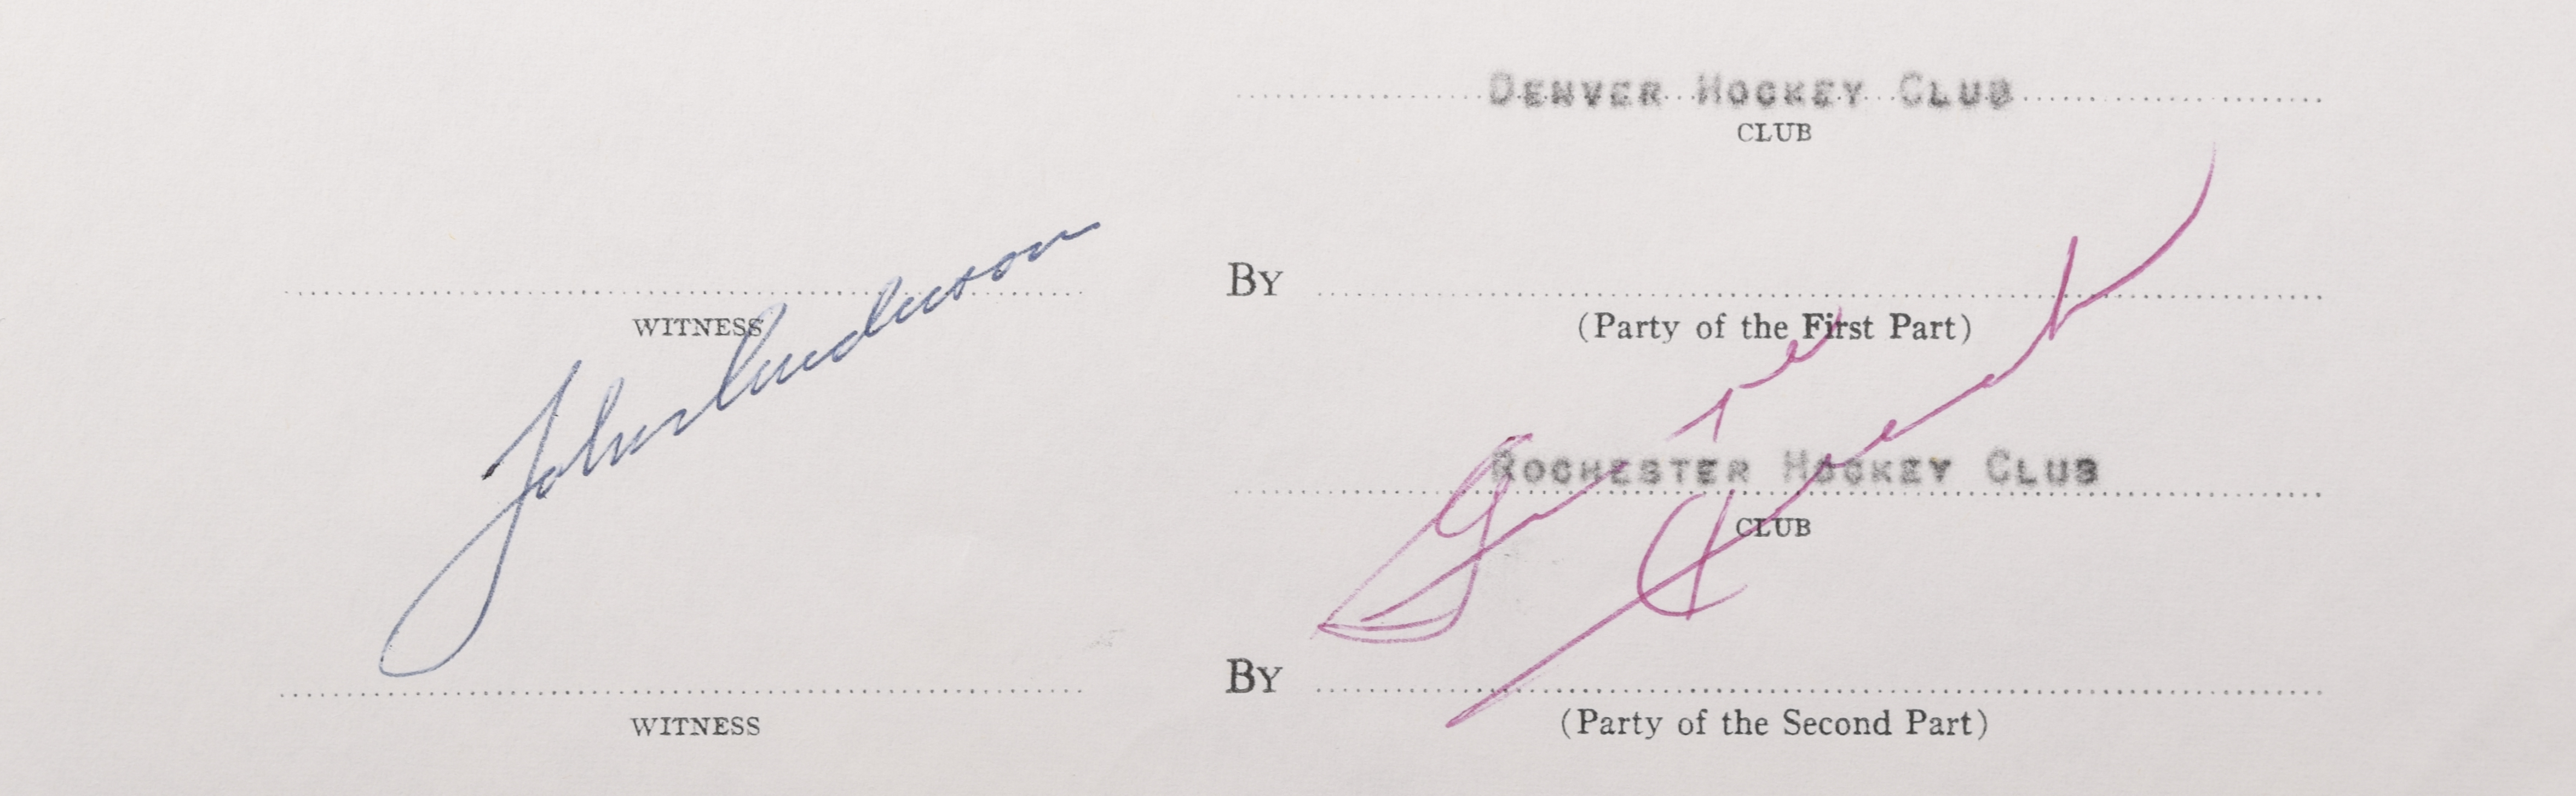 DENVER HOCKEY CLUB
CLUB
BY
WITNESS
(Party of the First Part)
John Anderson
ROCHESTER HOCKEY CLUB
CLUB
BY
WITNESS
(Party of the Second Part)